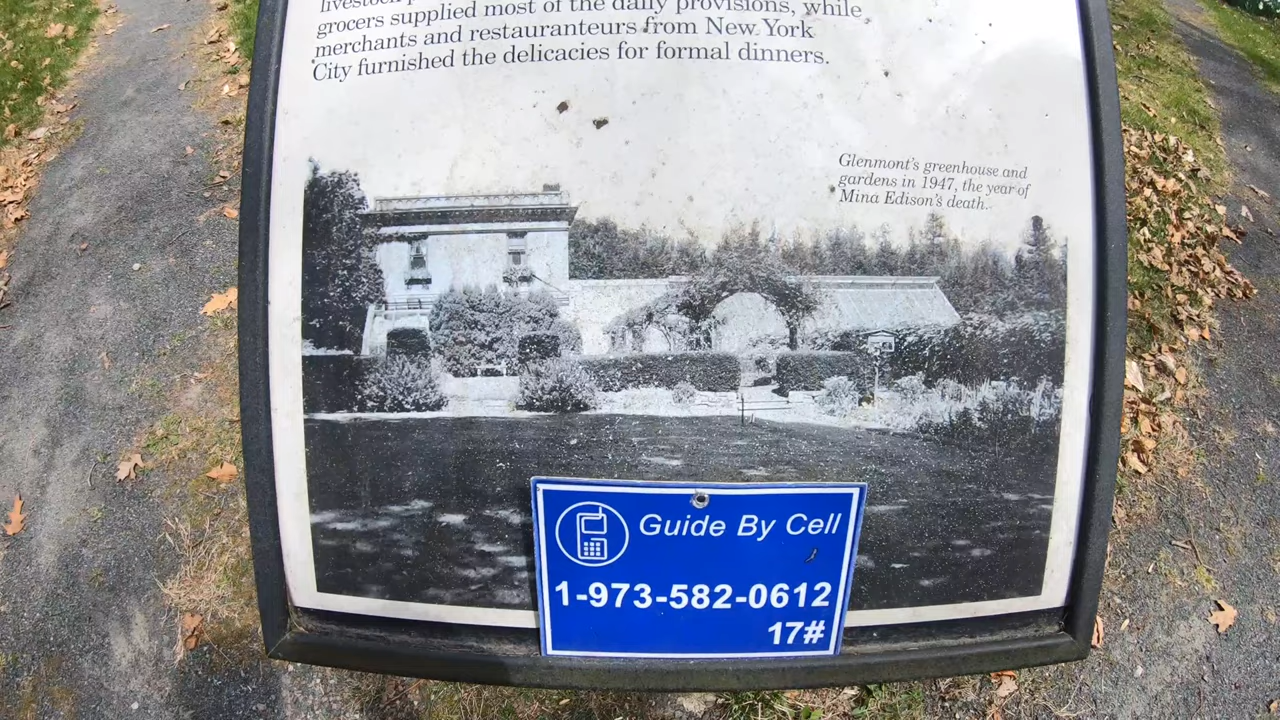 livestock
grocers supplied most of the daily provisions, while
merchants and restauranteurs from New York
City furnished the delicacies for formal dinners.
Glenmont's greenhouse and
gardens in 1947, the year of
Mina Edison's death.
Guide By Cell
1-973-582-0612
17#